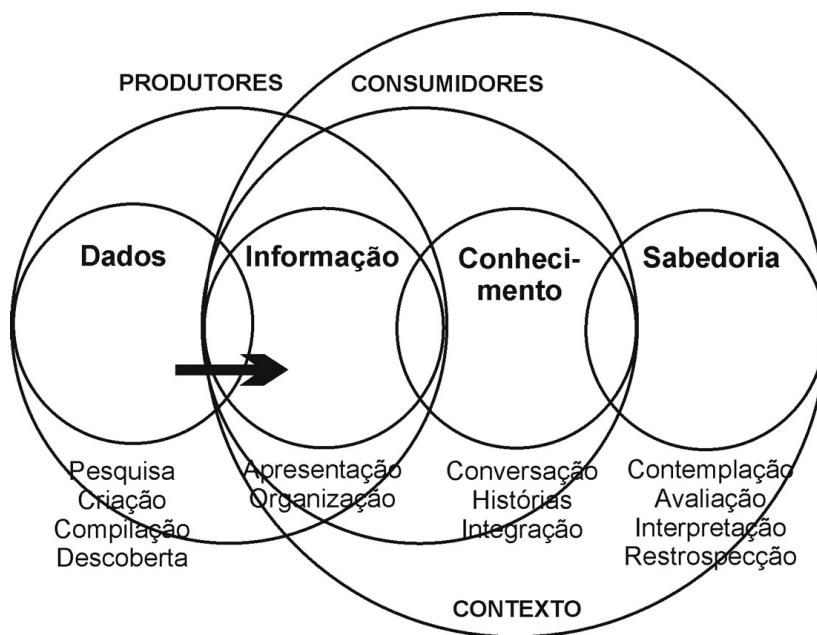 PRODUTORES
CONSUMIDORES
Dados
Informação
Conheci-
mento
Sabedoria
Pesquisa
Criação
Compilação
Descoberta
Apresentação
Organização
Conversação
Histórias
Integração
Contemplação
Avaliação
Interpretação
Restrospecção
CONTEXTO